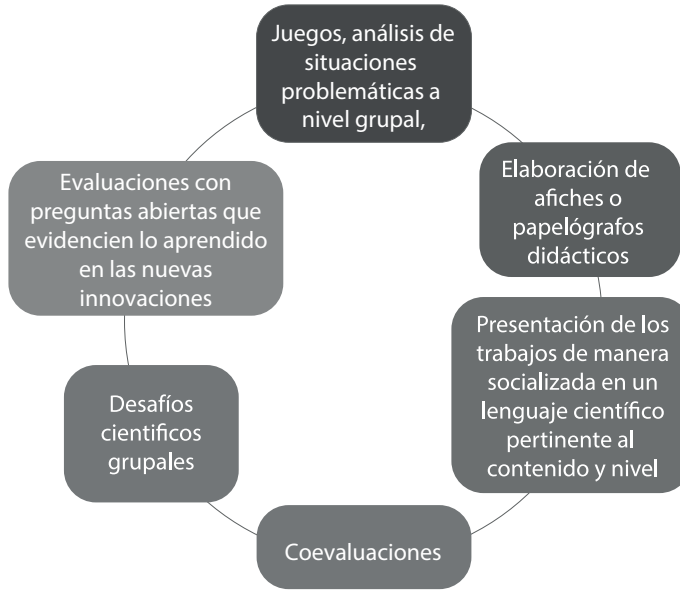 Juegos, análisis de
situaciones
problemáticas a
nivel grupal,
Elaboración de
afiches o
papelógrafos
didácticos
Presentación de los
trabajos de manera
socializada en un
lenguaje científico
pertinente al
contenido y nivel
Coevaluaciones
Desafíos
cientificos
grupales
Evaluaciones con
preguntas abiertas que
evidencien lo aprendido
en las nuevas
innovaciones